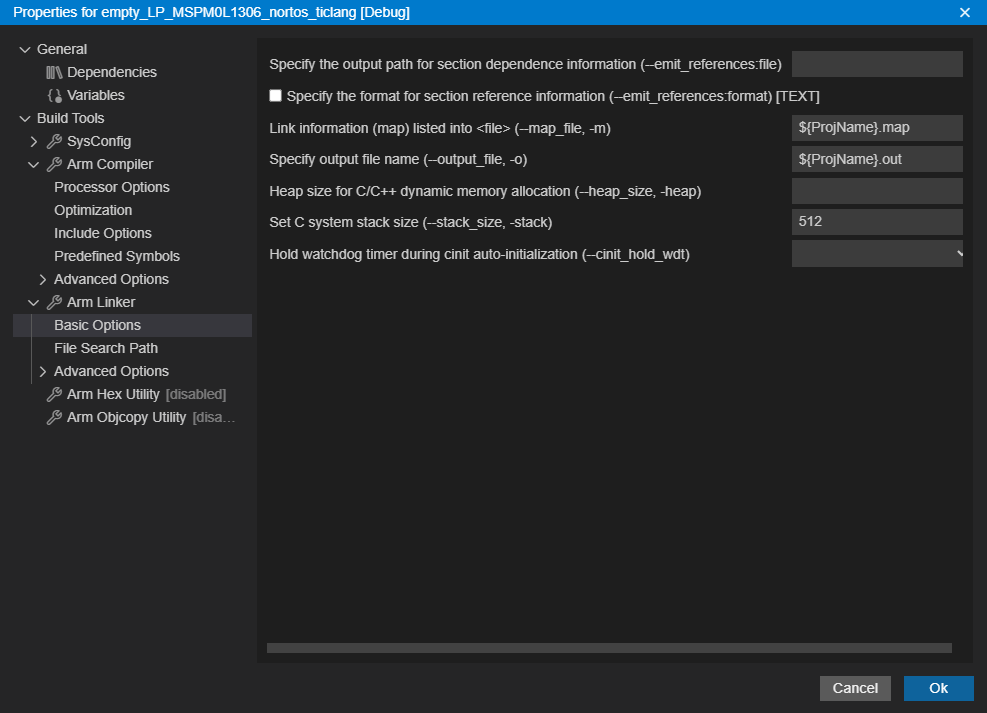 Properties for empty_LP_MSPM0L1306_nortos_ticlang [Debug]
General
Dependencies
Variables
Build Tools
SysConfig
Arm Compiler
Processor Options
Optimization
Include Options
Predefined Symbols
Advanced Options
Arm Linker
Basic Options
File Search Path
Advanced Options
Arm Hex Utility [disabled]
Arm Objcopy Utility [disa...
Specify the output path for section dependence information (--emit_references:file)
Specify the format for section reference information (--emit_references:format) [TEXT]
Link information (map) listed into <file> (--map_file, -m) ${ProjName}.map
Specify output file name (--output_file, -o) ${ProjName}.out
Heap size for C/C++ dynamic memory allocation (--heap_size, -heap)
Set C system stack size (--stack_size, -stack) 512
Hold watchdog timer during cinit auto-initialization (--cinit_hold_wdt)
Cancel Ok